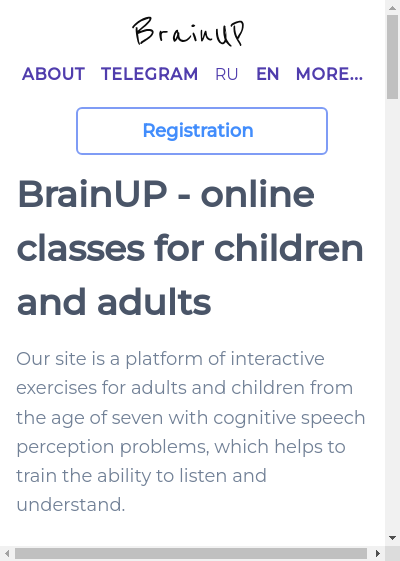 BrainUP
ABOUT TELEGRAM RU EN MORE...
Registration
BrainUP - online
classes for children
and adults
Our site is a platform of interactive
exercises for adults and children from
the age of seven with cognitive speech
perception problems, which helps to
train the ability to listen and
understand.